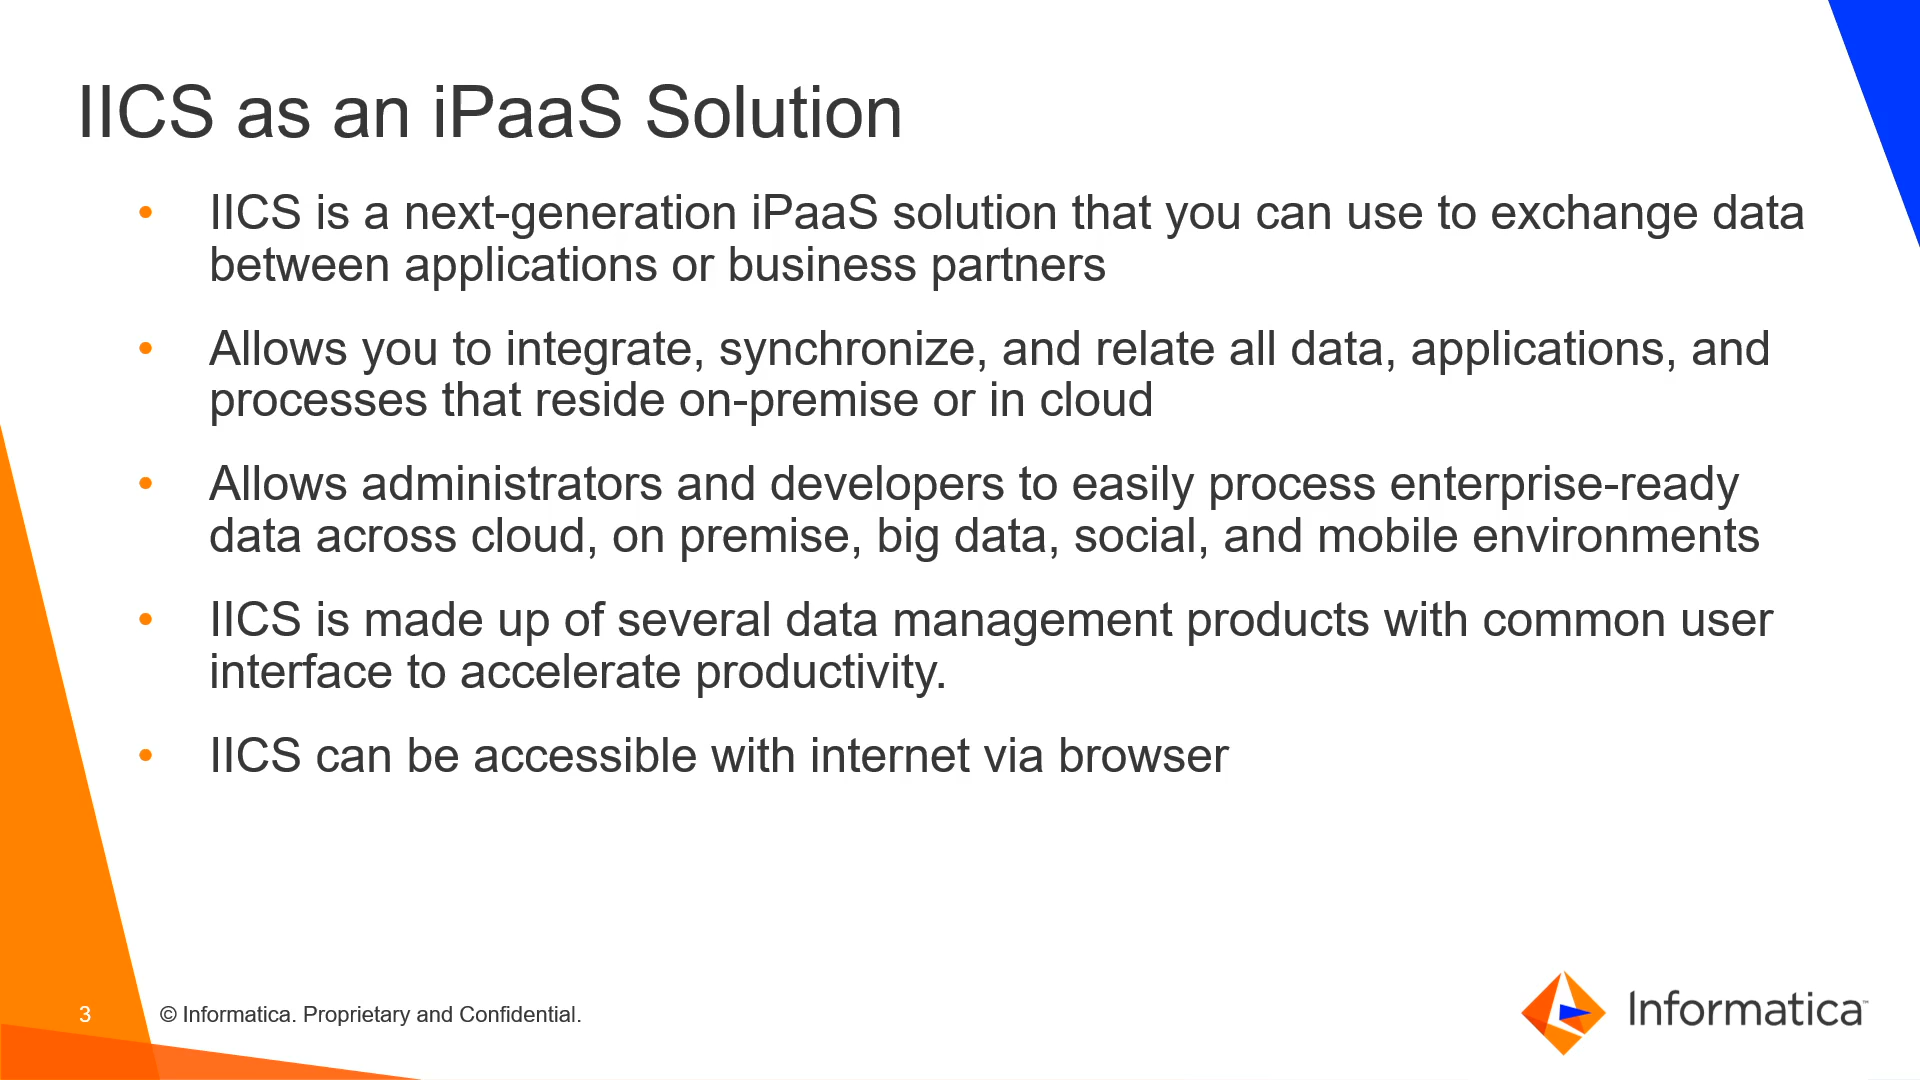 IICS as an iPaaS Solution
• IICS is a next-generation iPaaS solution that you can use to exchange data
between applications or business partners
• Allows you to integrate, synchronize, and relate all data, applications, and
processes that reside on-premise or in cloud
• Allows administrators and developers to easily process enterprise-ready
data across cloud, on premise, big data, social, and mobile environments
• IICS is made up of several data management products with common user
interface to accelerate productivity.
• IICS can be accessible with internet via browser
3
© Informatica. Proprietary and Confidential.
Informatica™